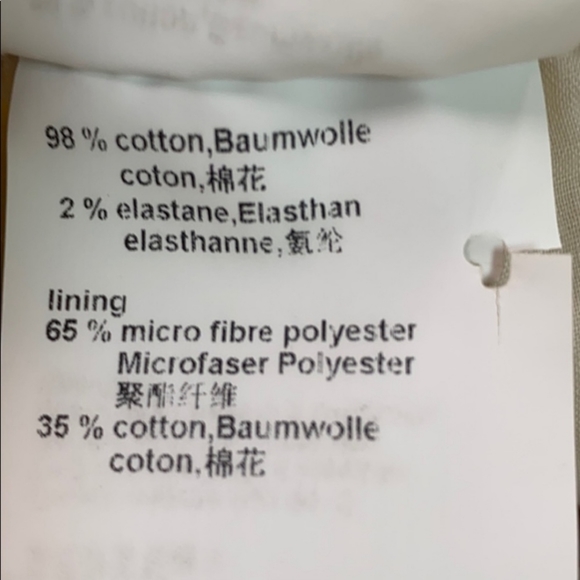 98 % cotton,Baumwolle
coton,棉花
2 % elastane,Elasthan
elasthanne,氨纶
lining
65 % micro fibre polyester
Microfaser Polyester
聚酯纤维
35 % cotton,Baumwolle
coton,棉花